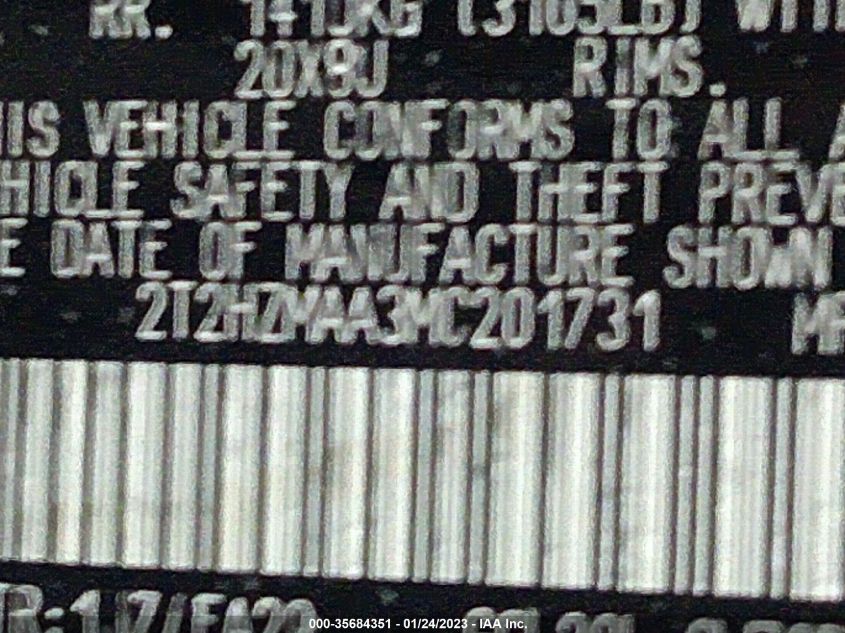 RR. 1410KG (3105LB) WITH
20X9J RIMS.
HIS VEHICLE CONFORMS TO ALL A
HICLE SAFETY AND THEFT PREVE
E DATE OF MANUFACTURE SHOWN
2T2HZMAA3MC201731
000-35684351 - 01/24/2023 - IAA Inc.